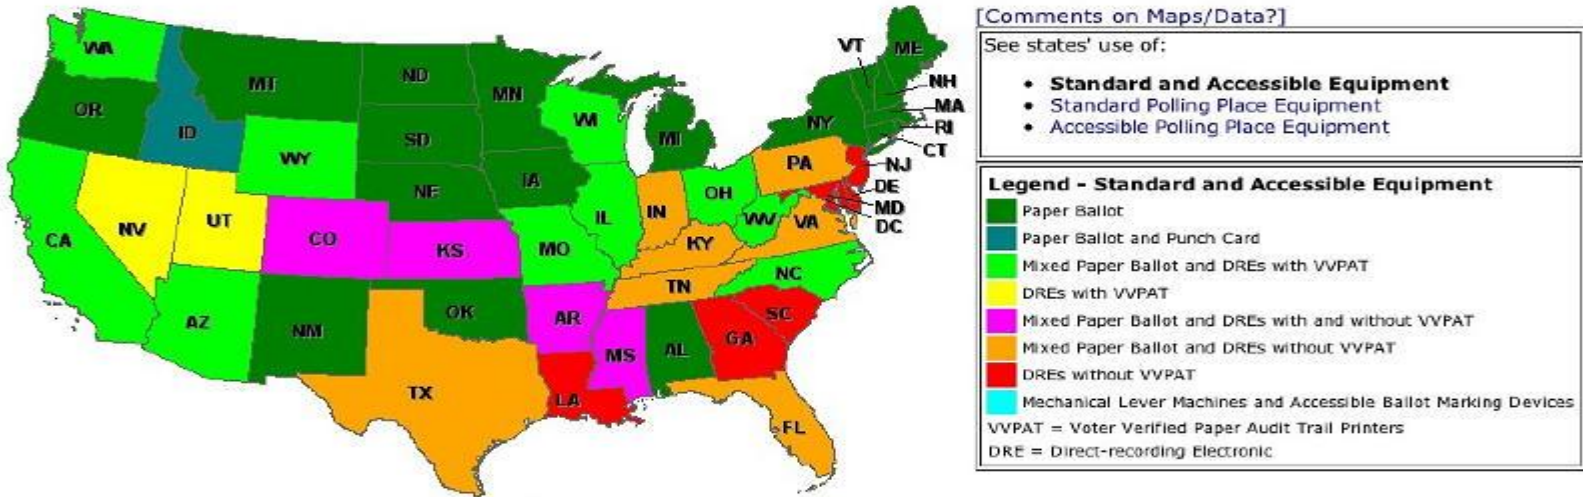 WA
MT
ND
MN
VT
ME
OR
ID
SD
WI
MI
NY
NH
MA
RI
CT
WY
NE
IA
PA
NJ
NV
UT
CO
KS
MO
IL
IN
OH
WV
VA
DE
MD
DC
CA
KY
AZ
NM
OK
AR
TN
NC
SC
TX
LA
MS
AL
GA
FL
[Comments on Maps/Data?]
See states' use of:
• Standard and Accessible Equipment
• Standard Polling Place Equipment
• Accessible Polling Place Equipment
Legend - Standard and Accessible Equipment
Paper Ballot
Paper Ballot and Punch Card
Mixed Paper Ballot and DREs with VVPAT
DREs with VVPAT
Mixed Paper Ballot and DREs with and without VVPAT
Mixed Paper Ballot and DREs without VVPAT
DREs without VVPAT
Mechanical Lever Machines and Accessible Ballot Marking Devices
VVPAT = Voter Verified Paper Audit Trail Printers
DRE = Direct-recording Electronic